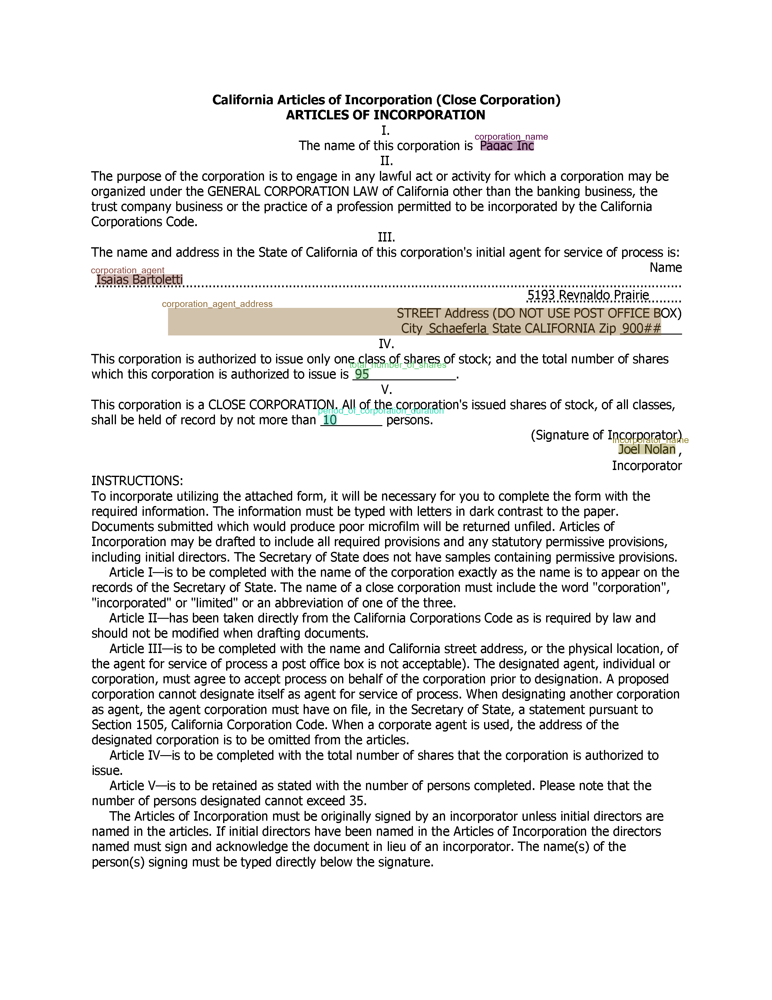 California Articles of Incorporation (Close Corporation)
ARTICLES OF INCORPORATION
I.
corporation_name
The name of this corporation is Pagac Inc
II.
The purpose of the corporation is to engage in any lawful act or activity for which a corporation may be
organized under the GENERAL CORPORATION LAW of California other than the banking business, the
trust company business or the practice of a profession permitted to be incorporated by the California
Corporations Code.
III.
The name and address in the State of California of this corporation's initial agent for service of process is:
Name
corporation_agent
Isaias Bartoletti
5193 Reynaldo Prairie
corporation_agent_address
STREET Address (DO NOT USE POST OFFICE BOX)
City Schaeferla State CALIFORNIA Zip 900##
IV.
This corporation is authorized to issue only one class of shares of stock; and the total number of shares
total_number_of_shares
which this corporation is authorized to issue is 95.
V.
This corporation is a CLOSE CORPORATION. All of the corporation's issued shares of stock, of all classes,
period_of_corporation_duration
shall be held of record by not more than 10 persons.
(Signature of Incorporator)
incorporator_name
Joel Nolan ,
Incorporator
INSTRUCTIONS:
To incorporate utilizing the attached form, it will be necessary for you to complete the form with the
required information. The information must be typed with letters in dark contrast to the paper.
Documents submitted which would produce poor microfilm will be returned unfiled. Articles of
Incorporation may be drafted to include all required provisions and any statutory permissive provisions,
including initial directors. The Secretary of State does not have samples containing permissive provisions.
Article I—is to be completed with the name of the corporation exactly as the name is to appear on the
records of the Secretary of State. The name of a close corporation must include the word "corporation",
"incorporated" or "limited" or an abbreviation of one of the three.
Article II—has been taken directly from the California Corporations Code as is required by law and
should not be modified when drafting documents.
Article III—is to be completed with the name and California street address, or the physical location, of
the agent for service of process a post office box is not acceptable). The designated agent, individual or
corporation, must agree to accept process on behalf of the corporation prior to designation. A proposed
corporation cannot designate itself as agent for service of process. When designating another corporation
as agent, the agent corporation must have on file, in the Secretary of State, a statement pursuant to
Section 1505, California Corporation Code. When a corporate agent is used, the address of the
designated corporation is to be omitted from the articles.
Article IV—is to be completed with the total number of shares that the corporation is authorized to
issue.
Article V—is to be retained as stated with the number of persons completed. Please note that the
number of persons designated cannot exceed 35.
The Articles of Incorporation must be originally signed by an incorporator unless initial directors are
named in the articles. If initial directors have been named in the Articles of Incorporation the directors
named must sign and acknowledge the document in lieu of an incorporator. The name(s) of the
person(s) signing must be typed directly below the signature.